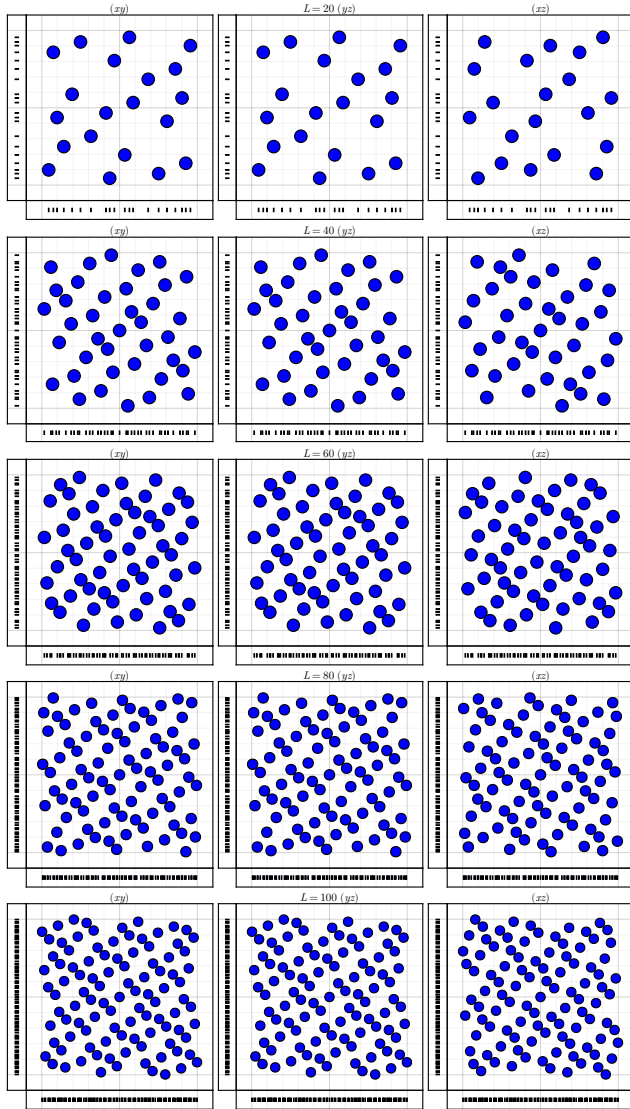 (xy) L = 20 (yz) (xz)
(xy) L = 40 (yz) (xz)
(xy) L = 60 (yz) (xz)
(xy) L = 80 (yz) (xz)
(xy) L = 100 (yz) (xz)